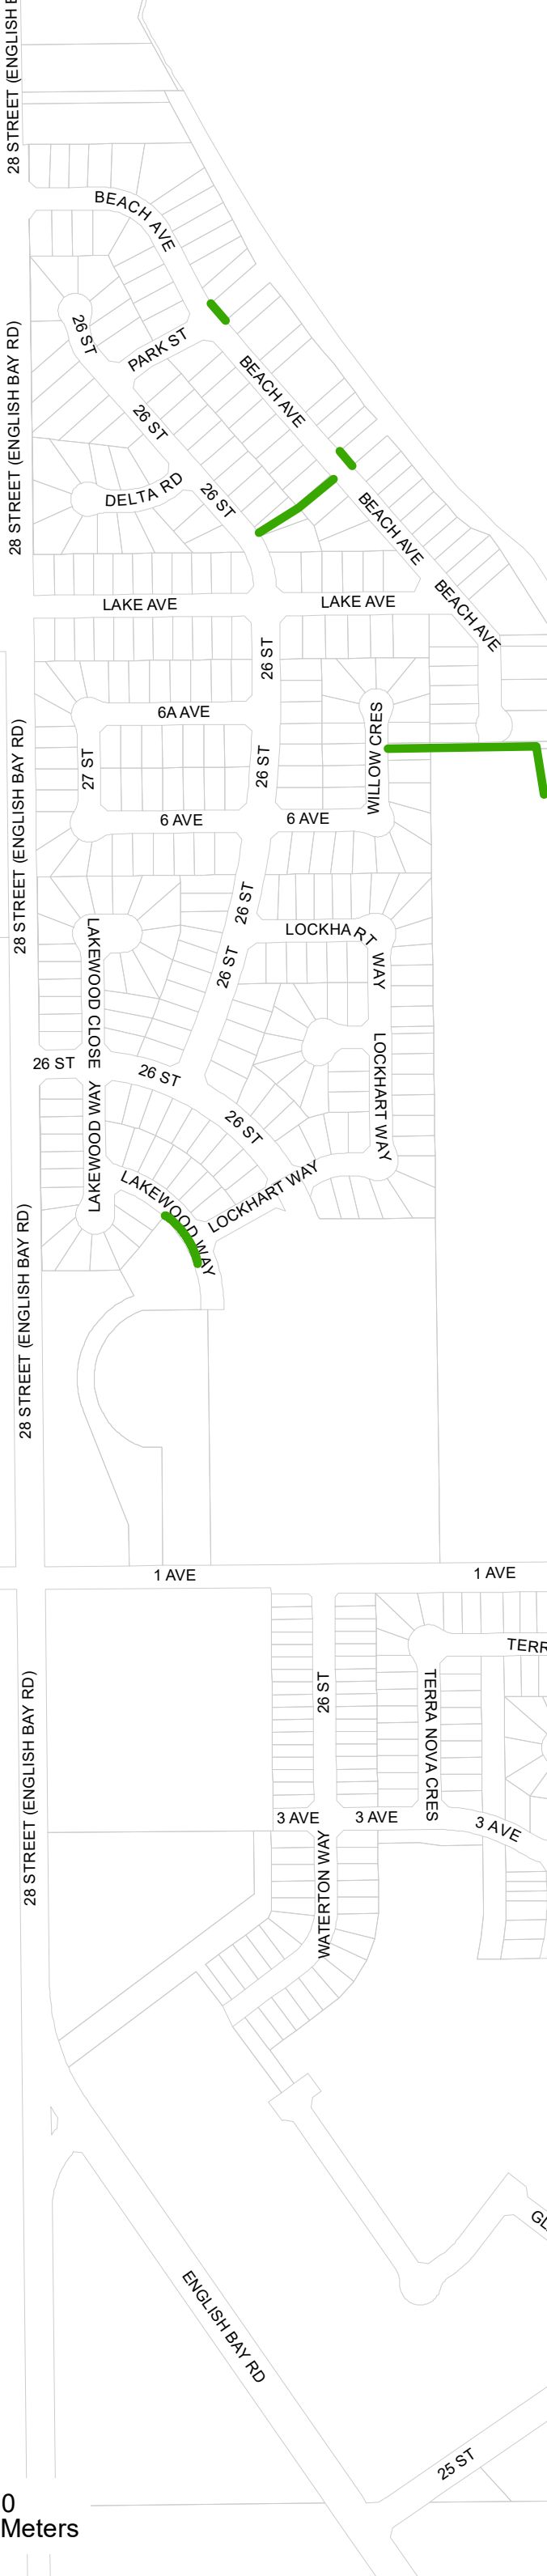 28 STREET (ENGLISH B
BEACH AVE
26 ST
PARK ST
28 STREET (ENGLISH BAY RD)
BEACH AVE
26 ST
DELTA RD
26 ST
BEACH AVE
LAKE AVE
LAKE AVE
BEACH AVE
26 ST
6A AVE
28 STREET (ENGLISH BAY RD)
27 ST
26 ST
WILLOW CRES
6 AVE
6 AVE
26 ST
LOCKHART WAY
26 ST
LAKEWOOD CLOSE
26 ST
26 ST
LOCKHART WAY
26 ST
LAKEWOOD WAY
LAKEWOOD WAY
LOCKHART WAY
28 STREET (ENGLISH BAY RD)
1 AVE
1 AVE
TERR
26 ST
TERRA NOVA CRES
28 STREET (ENGLISH BAY RD)
3 AVE
3 AVE
3 AVE
WATERTON WAY
GL
ENGLISH BAY RD
25 ST
0
Meters